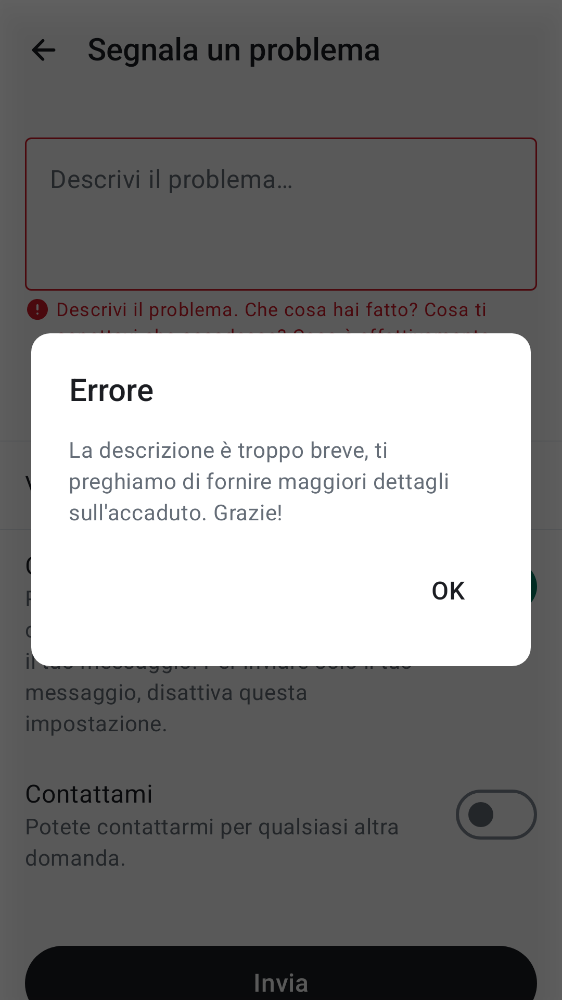 Segnala un problema
Descrivi il problema...
Descrivi il problema. Che cosa hai fatto? Cosa ti
Errore
La descrizione è troppo breve, ti
preghiamo di fornire maggiori dettagli
sull'accaduto. Grazie!
OK
messaggio, disattiva questa
impostazione.
Contattami
Potete contattarmi per qualsiasi altra
domanda.
Invia